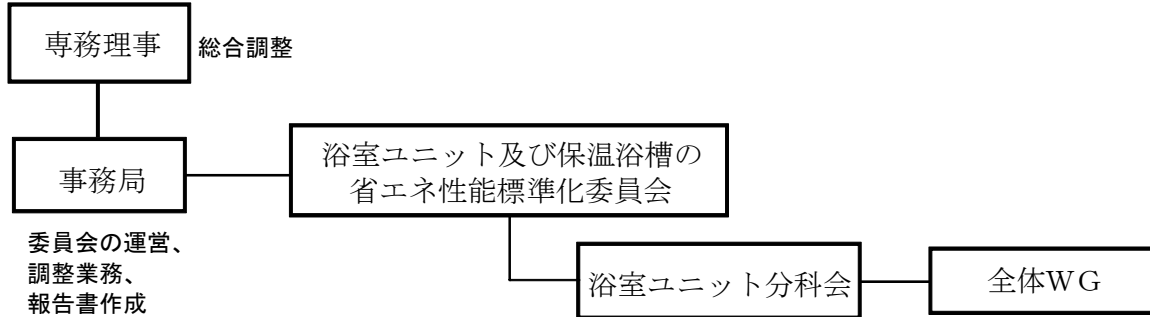 専務理事
総合調整
事務局
浴室ユニット及び保温浴槽の
省エネ性能標準化委員会
委員会の運営、
調整業務、
報告書作成
浴室ユニット分科会
全体ＷＧ